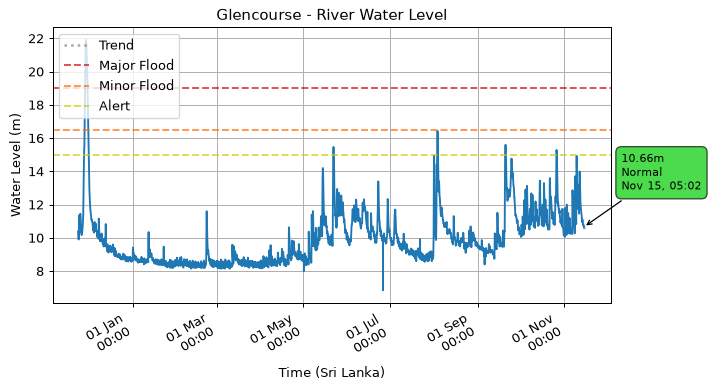 Glencourse - River Water Level
Trend
Major Flood
Minor Flood
Alert
22
20
18
16
14
12
10
8
Water Level (m)
10.66m
Normal
Nov 15, 05:02
01 Jan
00:00
01 Mar
00:00
01 May
00:00
01 Jul
00:00
01 Sep
00:00
01 Nov
00:00
Time (Sri Lanka)